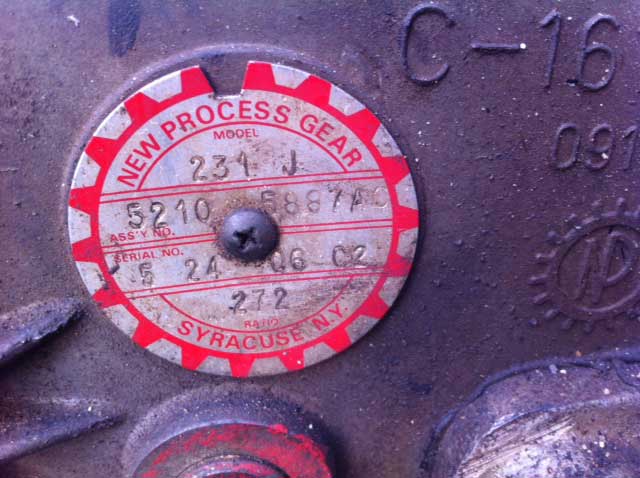 C-16
NEW PROCESS GEAR
MODEL
231 J
091
5210 5887AC
ASS'Y NO.
SERIAL NO.
5 24 06 02
272
RATIO
SYRACUSE N.Y.
NP